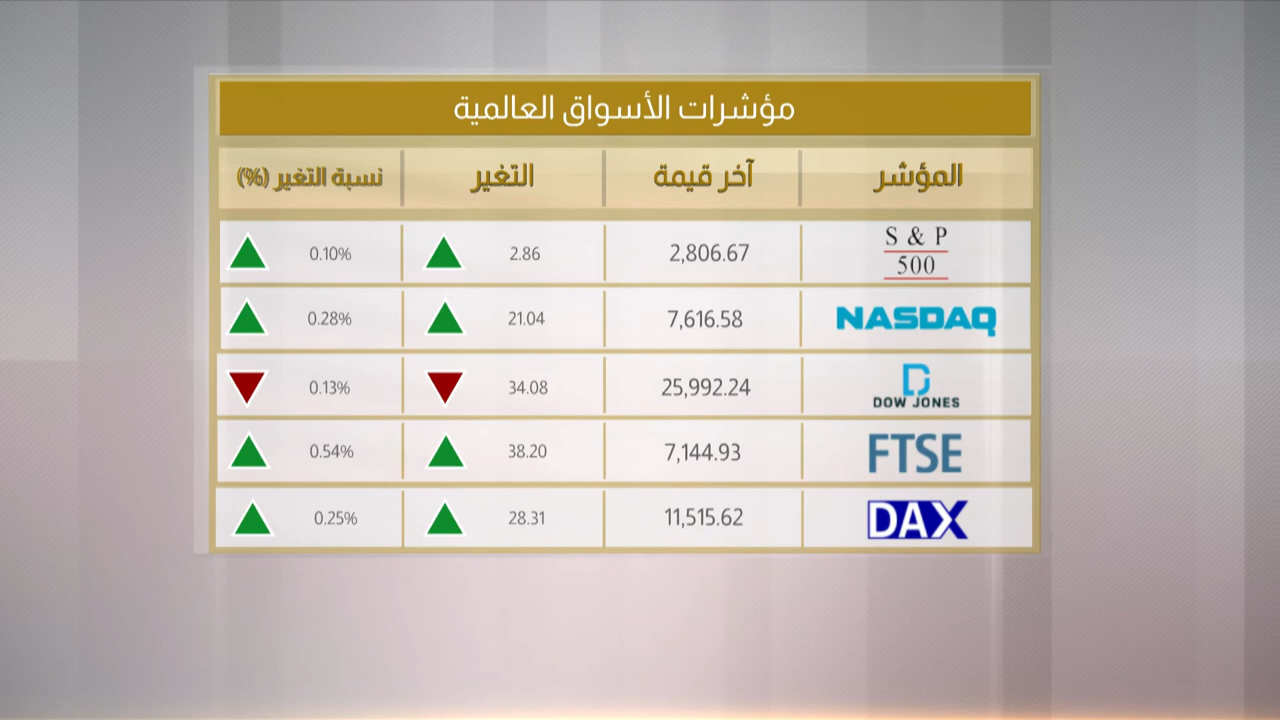 مؤشرات الأسواق العالمية
المؤشر آخر قيمة التغير نسبة التغير (%)
S & P
500
2,806.67 2.86 0.10%
NASDAQ 7,616.58 21.04 0.28%
DOW JONES 25,992.24 34.08 0.13%
FTSE 7,144.93 38.20 0.54%
DAX 11,515.62 28.31 0.25%